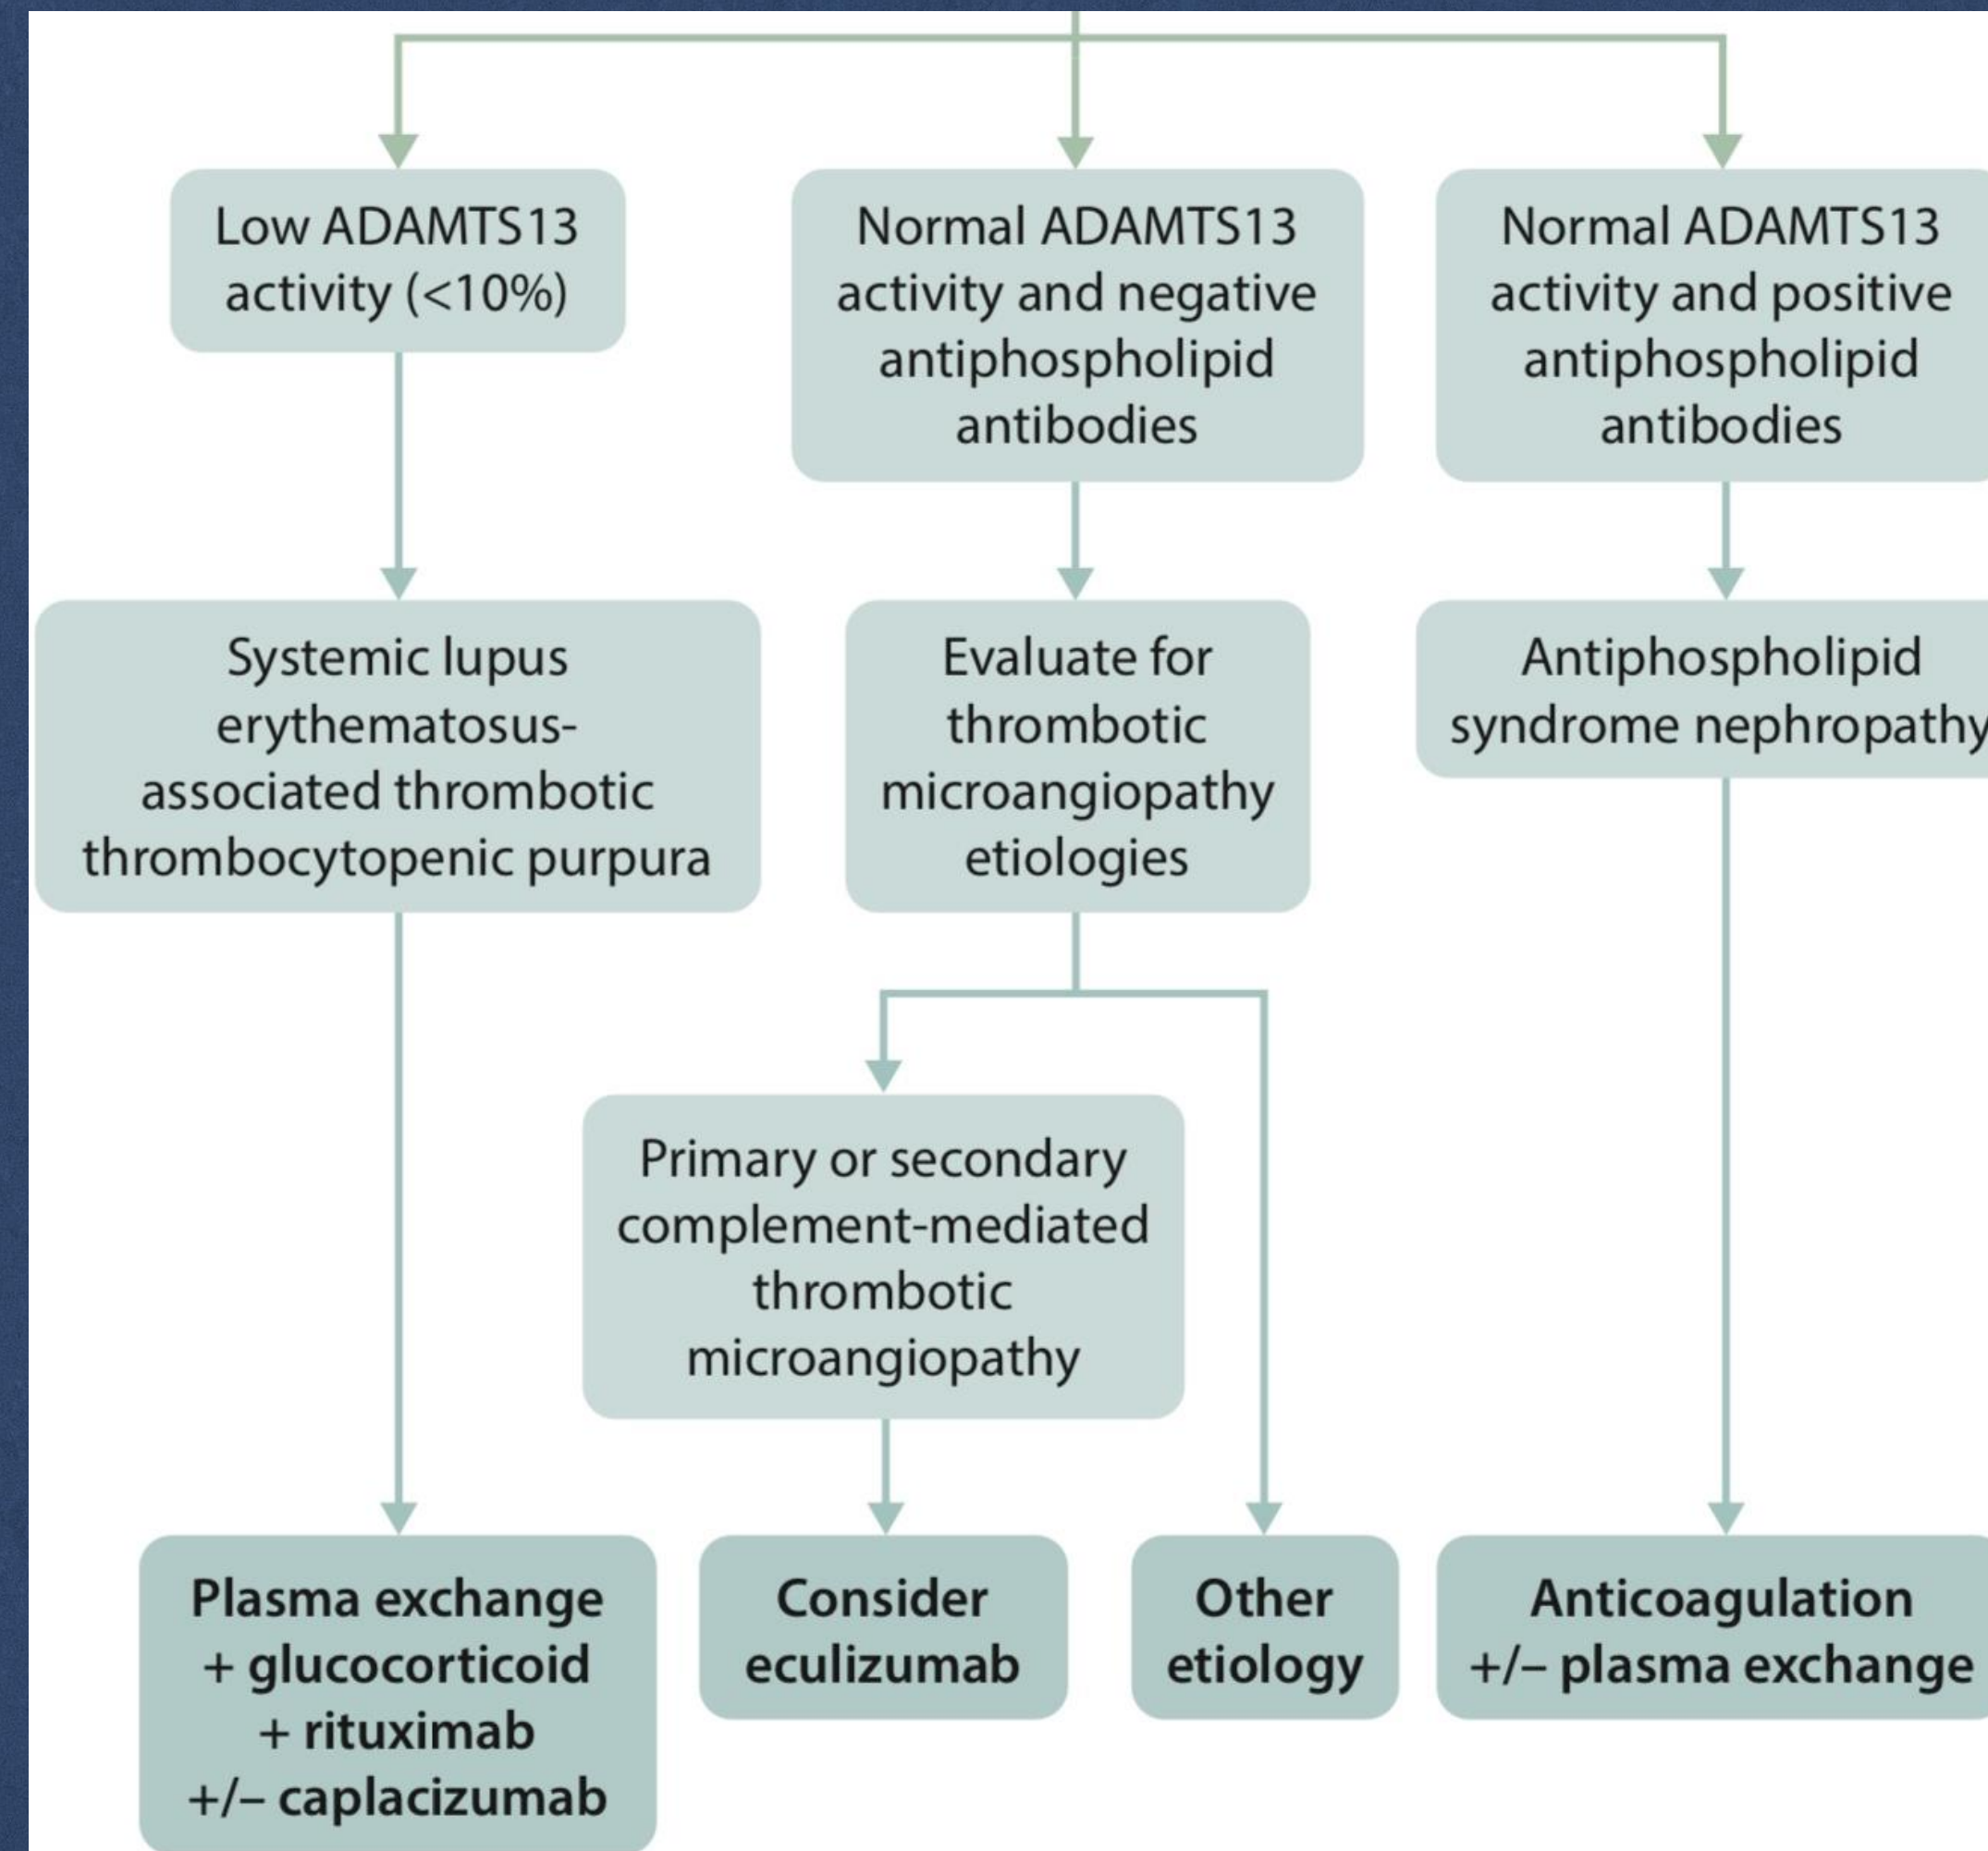 Low ADAMTS13
activity (<10%)
Normal ADAMTS13
activity and negative
antiphospholipid
antibodies
Normal ADAMTS13
activity and positive
antiphospholipid
antibodies
Systemic lupus
erythematosus-
associated thrombotic
thrombocytopenic purpura
Evaluate for
thrombotic
microangiopathy
etiologies
Antiphospholipid
syndrome nephropathy
Primary or secondary
complement-mediated
thrombotic
microangiopathy
Plasma exchange
+ glucocorticoid
+ rituximab
+/– caplacizumab
Consider
eculizumab
Other
etiology
Anticoagulation
+/– plasma exchange